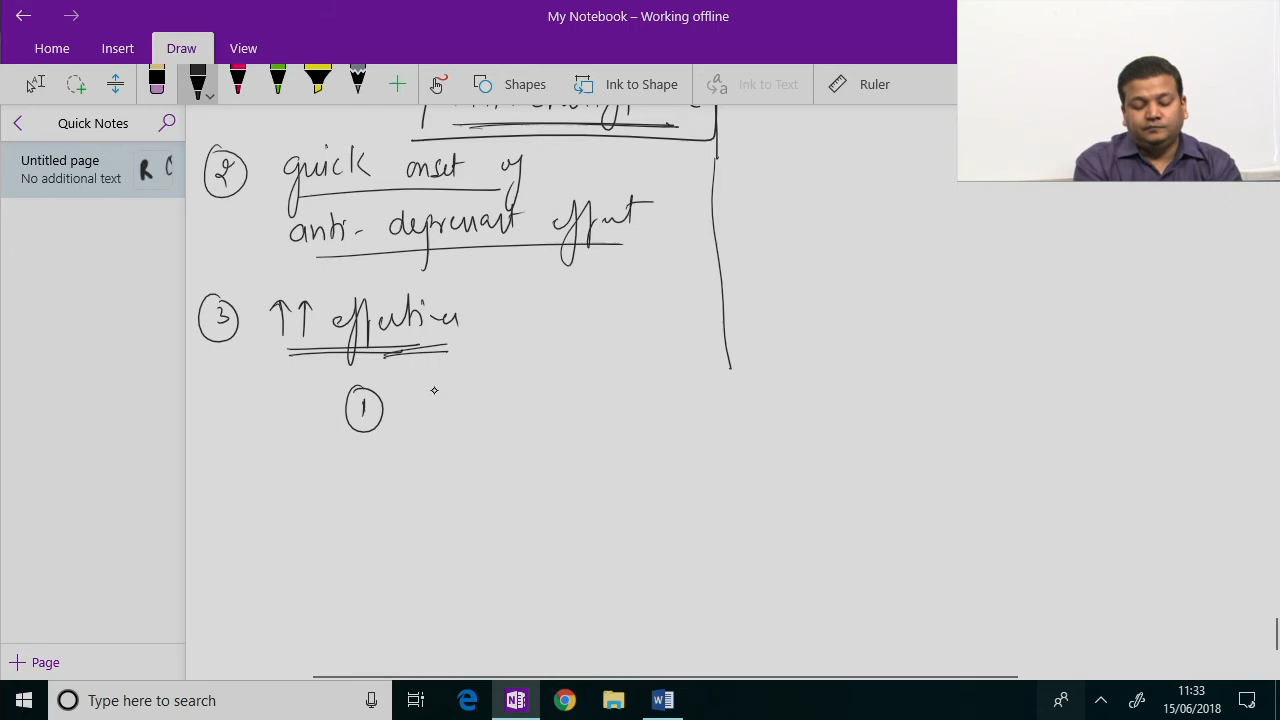 My Notebook – Working offline
Home Insert Draw View
Shapes Ink to Shape Ink to Text Ruler
Quick Notes
Untitled page
No additional text
R
② quick onset of
anti-depressant effect
③ ↑↑ effective
①
+ Page
Type here to search
11:33
15/06/2018